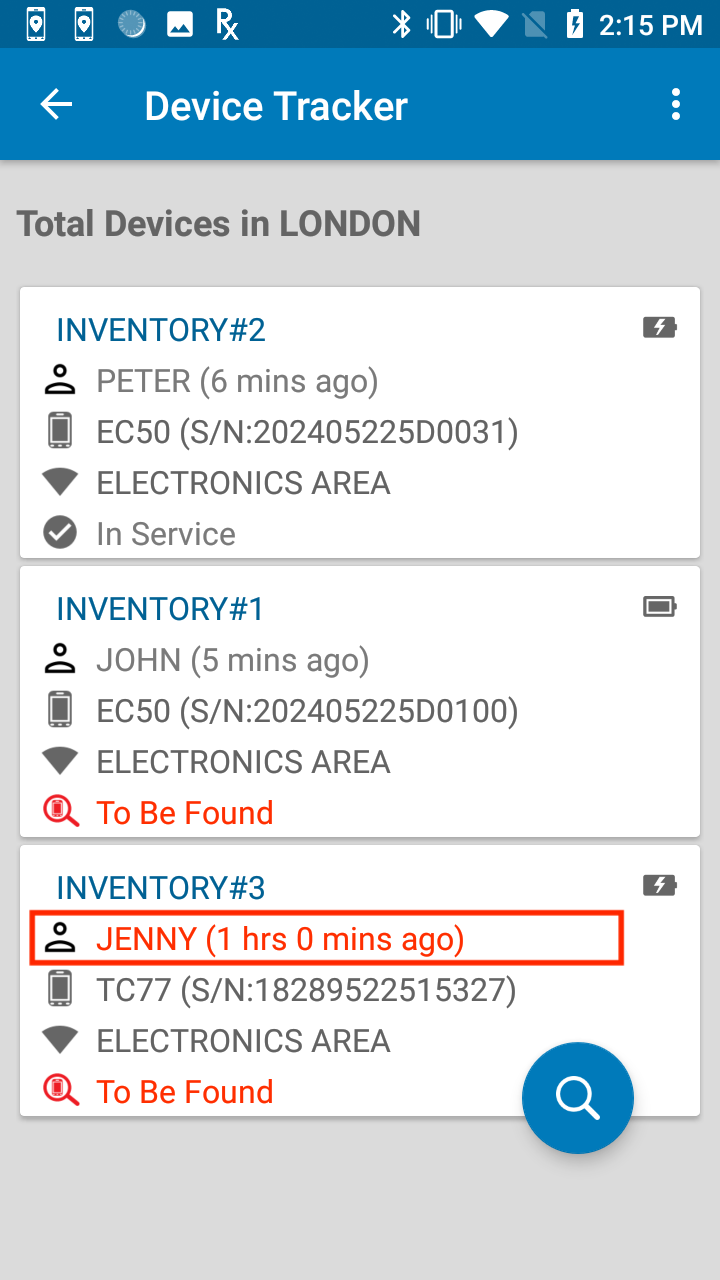 2:15 PM
Device Tracker
Total Devices in LONDON
INVENTORY#2
PETER (6 mins ago)
EC50 (S/N:202405225D0031)
ELECTRONICS AREA
In Service
INVENTORY#1
JOHN (5 mins ago)
EC50 (S/N:202405225D0100)
ELECTRONICS AREA
To Be Found
INVENTORY#3
JENNY (1 hrs 0 mins ago)
TC77 (S/N:18289522515327)
ELECTRONICS AREA
To Be Found